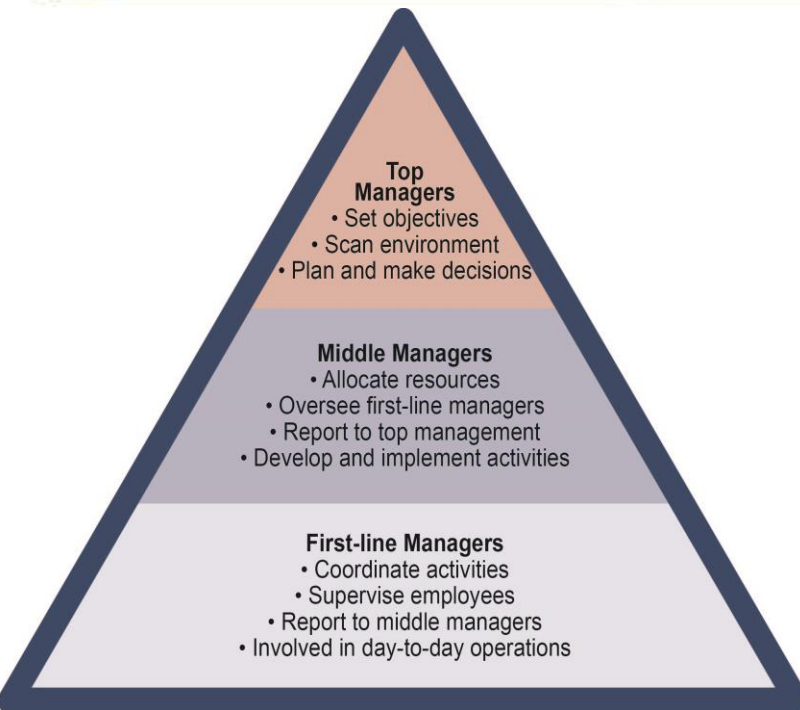 Top
Managers
• Set objectives
• Scan environment
• Plan and make decisions
Middle Managers
• Allocate resources
• Oversee first-line managers
• Report to top management
• Develop and implement activities
First-line Managers
• Coordinate activities
• Supervise employees
• Report to middle managers
• Involved in day-to-day operations